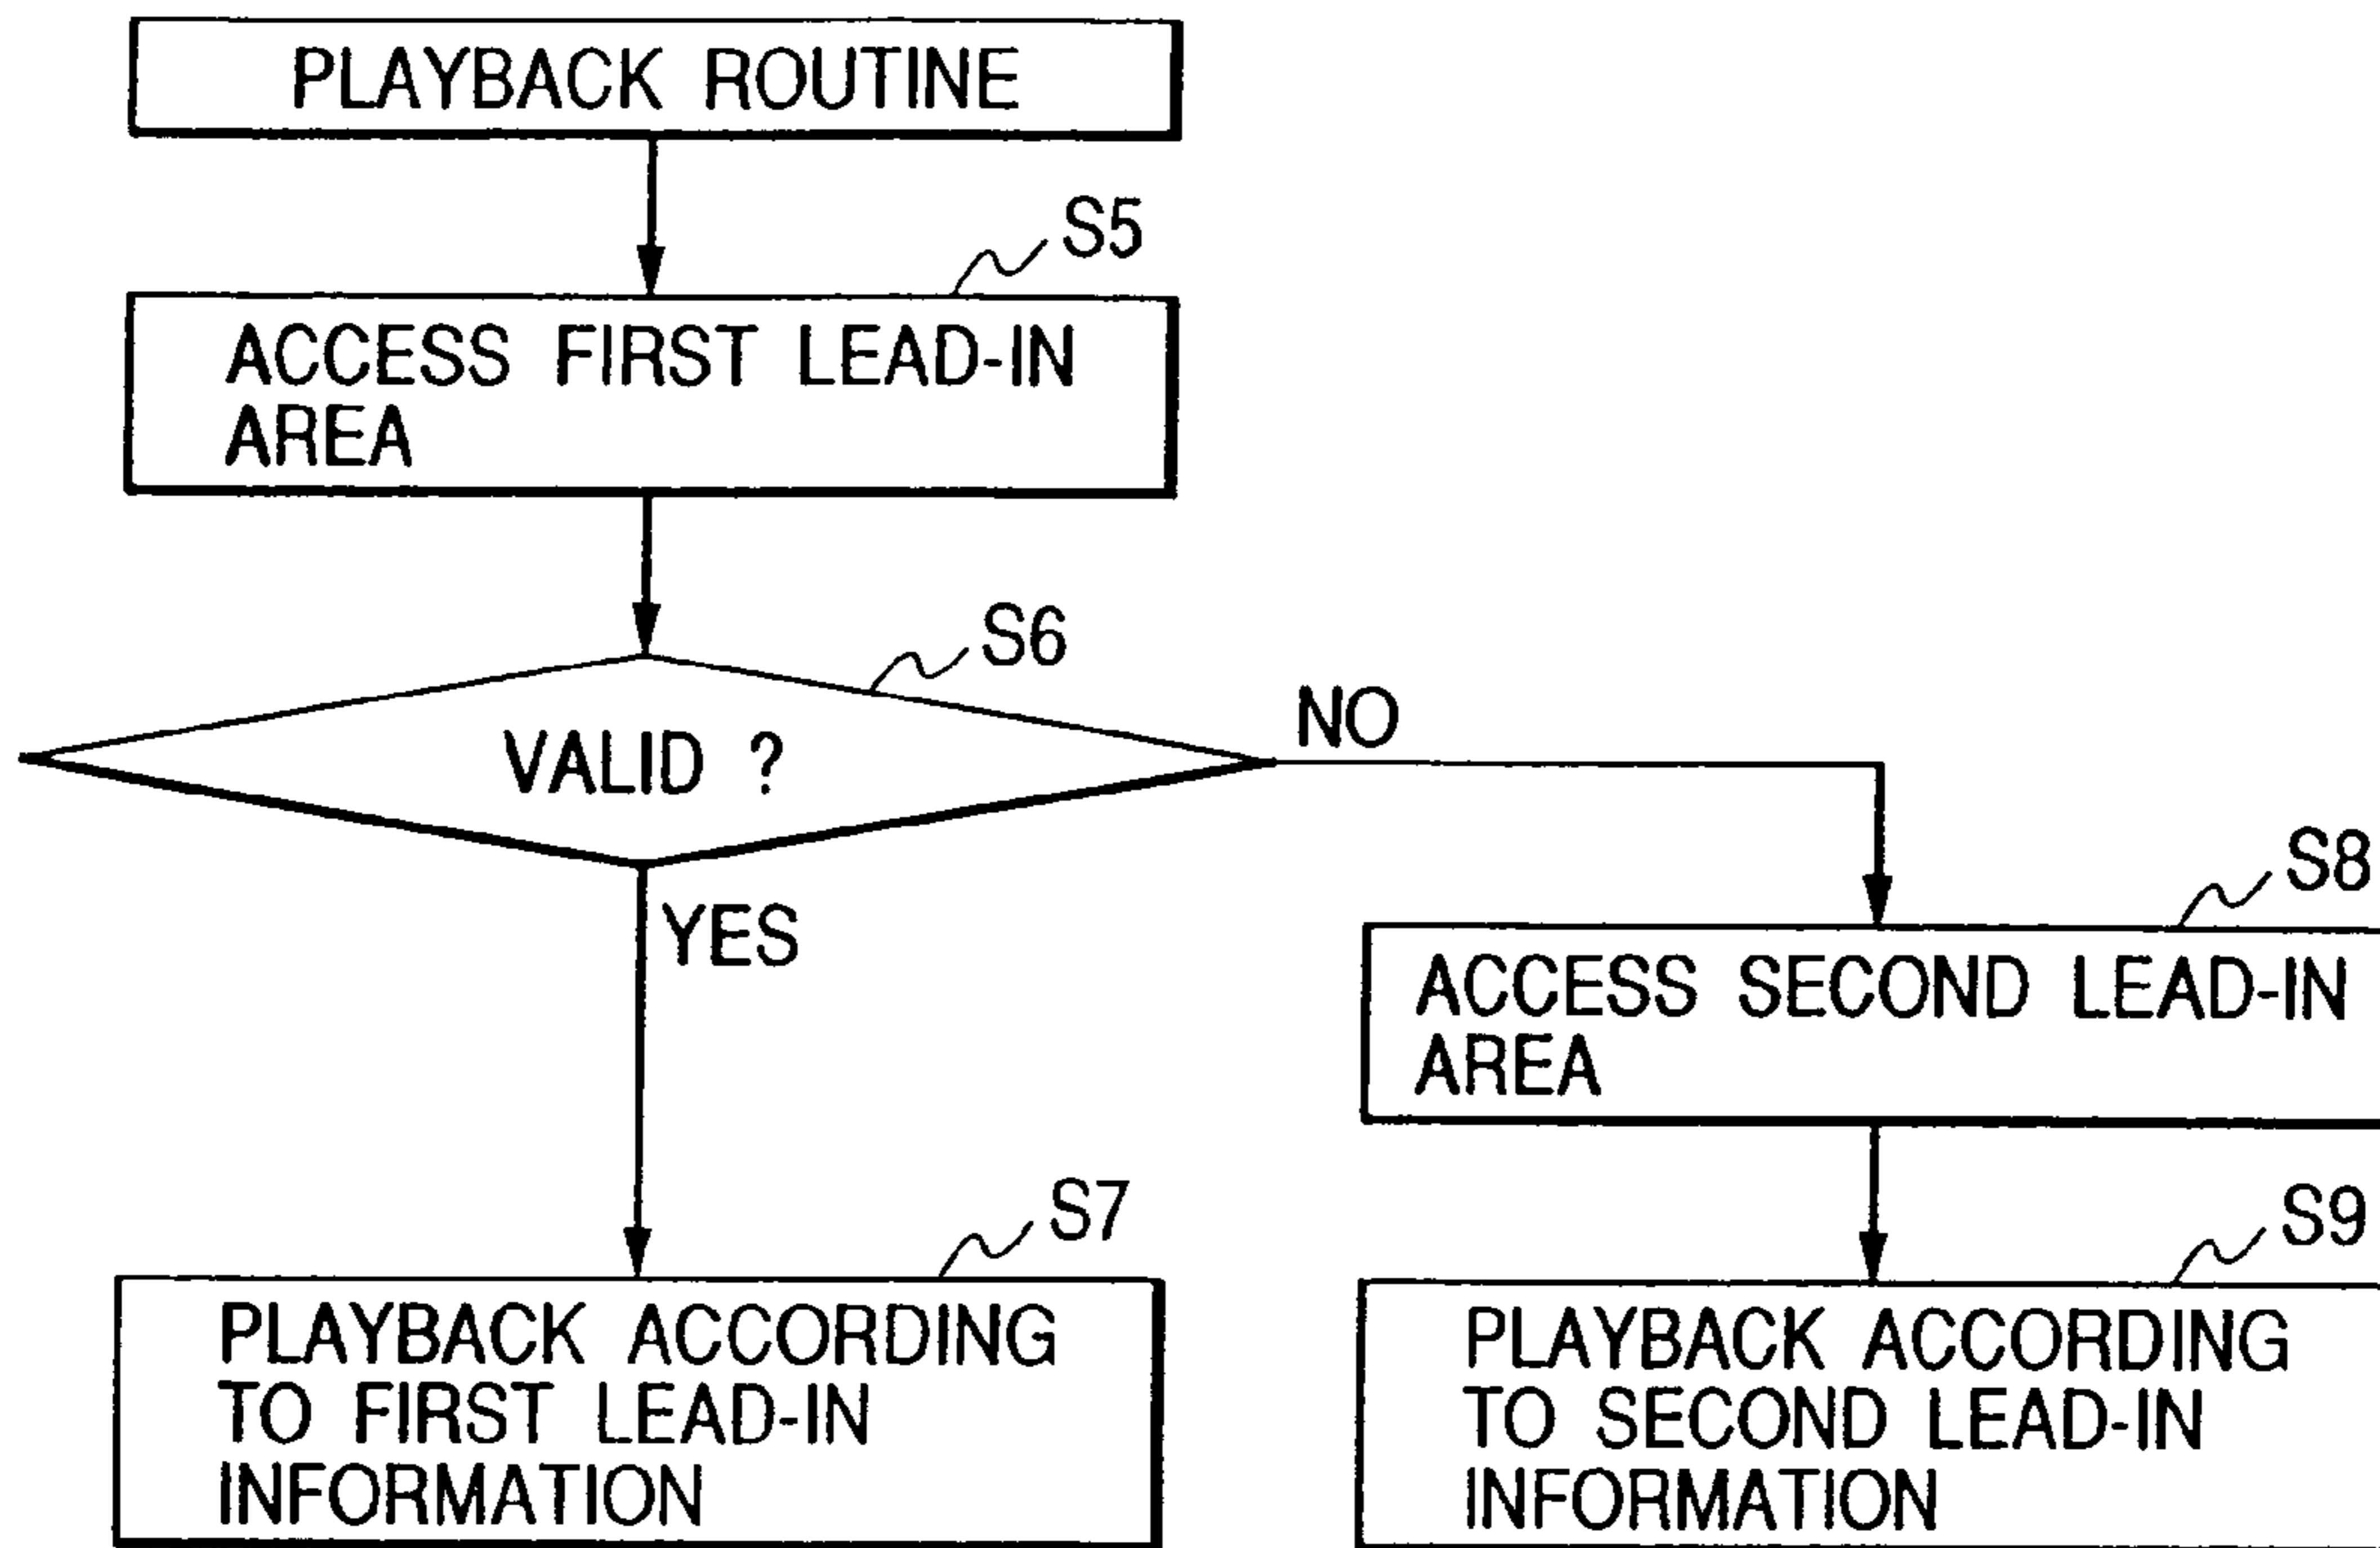 PLAYBACK ROUTINE
S5
ACCESS FIRST LEAD-IN
AREA
S6
VALID ?
NO
YES
S8
ACCESS SECOND LEAD-IN
AREA
S7
PLAYBACK ACCORDING
TO FIRST LEAD-IN
INFORMATION
S9
PLAYBACK ACCORDING
TO SECOND LEAD-IN
INFORMATION